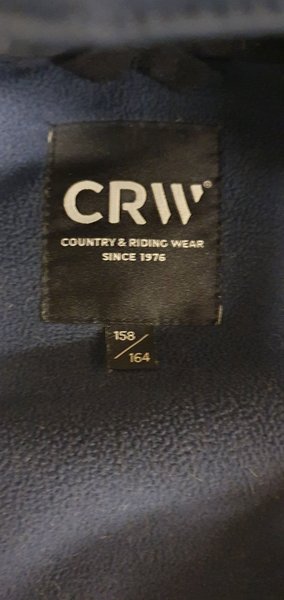 CRW®
COUNTRY & RIDING WEAR
SINCE 1976
158
/164